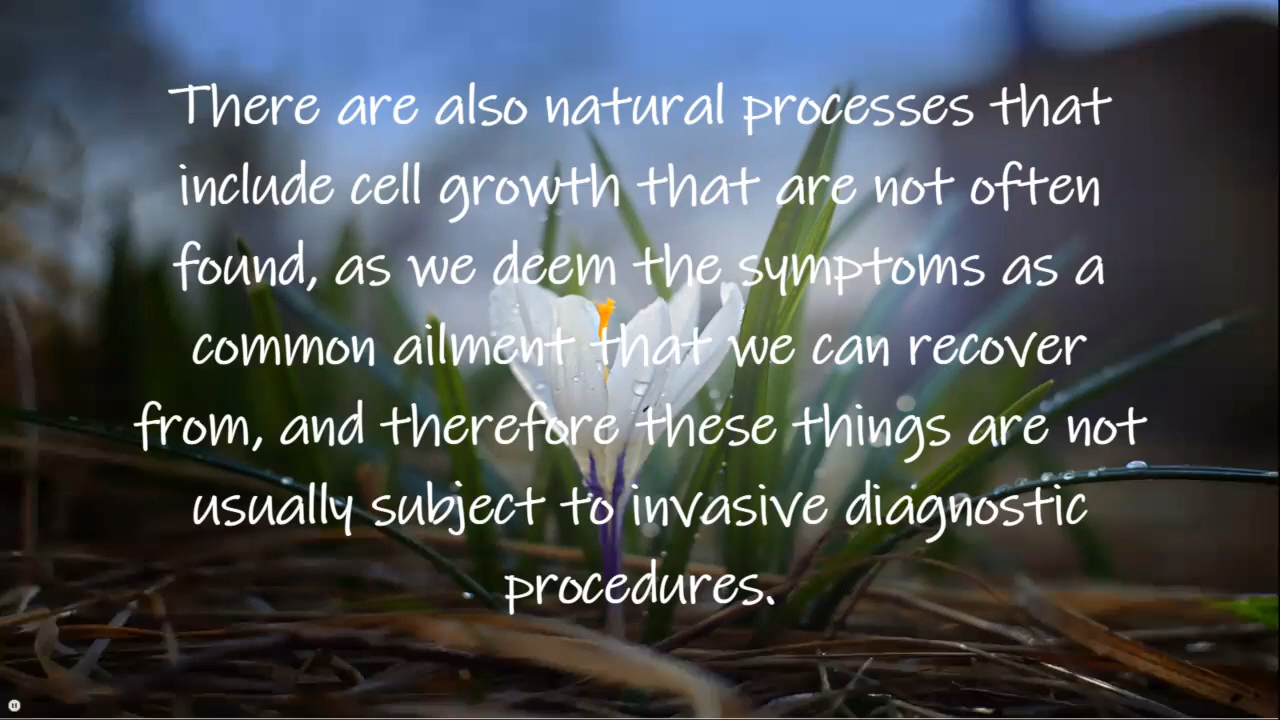 There are also natural processes that
include cell growth that are not often
found, as we deem the symptoms as a
common ailment that we can recover
from, and therefore these things are not
usually subject to invasive diagnostic
procedures.